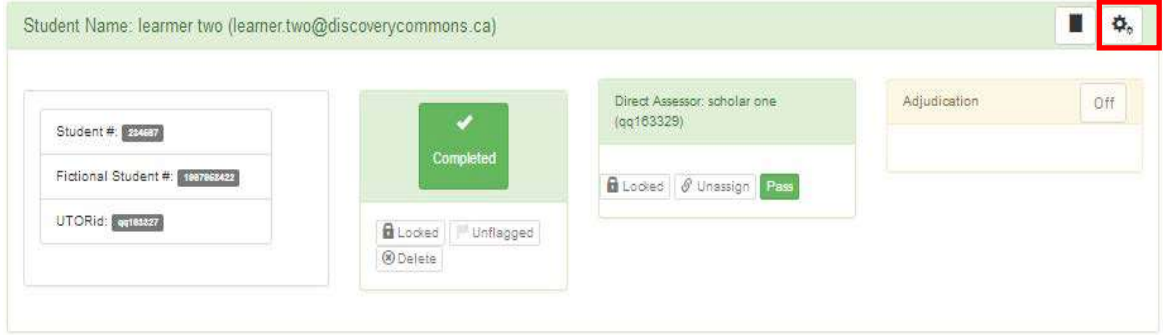 Student Name: learmer two (learner.two@discoverycommons.ca)
Student #: 234687
Fictional Student #:
UTORid: qq183327
Completed
Locked Unflagged
Delete
Direct Assessor: scholar one
(qq163329)
Locked Unassign Pass
Adjudication Off